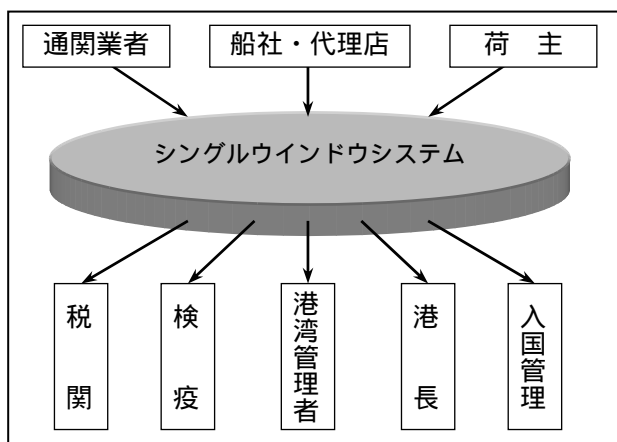 通関業者
船社・代理店
荷　主
シングルウインドウシステム
税関
検疫
港湾管理者
港長
入国管理